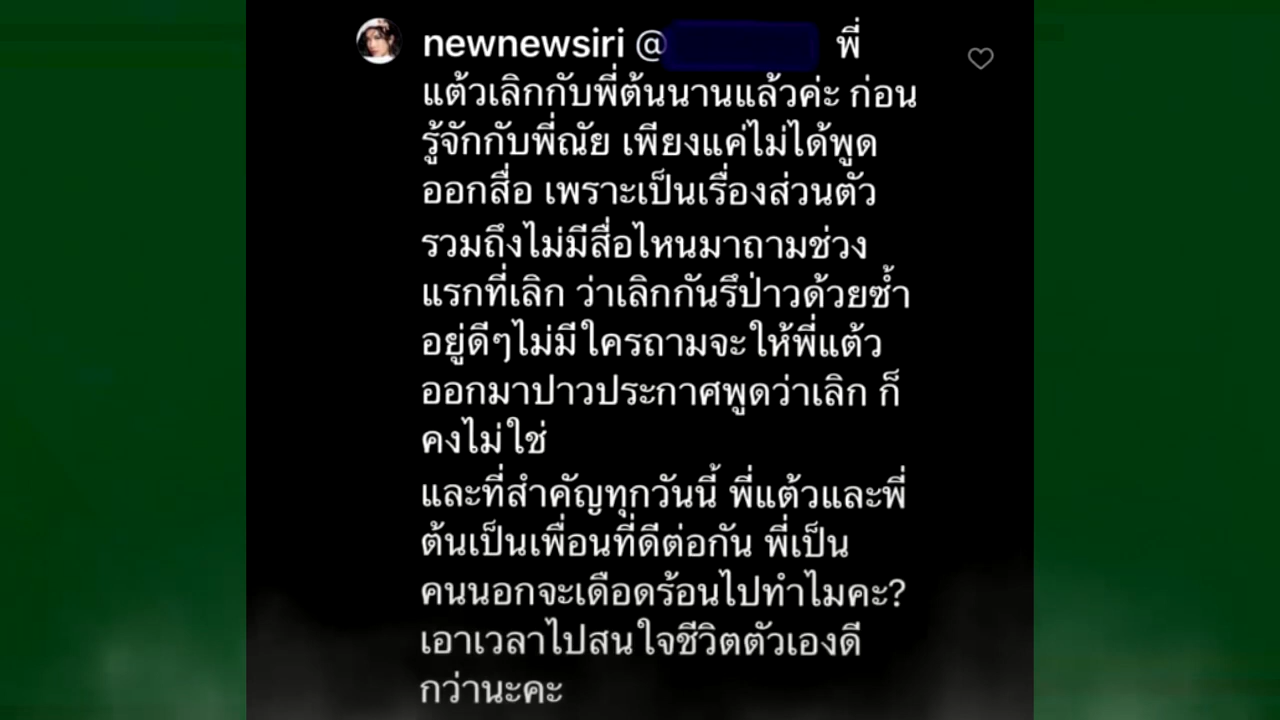 newnewsiri @ พี่
แต้วเลิกกับพี่ต้นนานแล้วค่ะ ก่อน
รู้จักกับพี่ณัย เพียงแค่ไม่ได้พูด
ออกสื่อ เพราะเป็นเรื่องส่วนตัว
รวมถึงไม่มีสื่อไหนมาถามช่วง
แรกที่เลิก ว่าเลิกกันรึป่าวด้วยซ้ำ
อยู่ดีๆไม่มีใครถามจะให้พี่แต้ว
ออกมาปาวประกาศพูดว่าเลิก ก็
คงไม่ใช่
และที่สำคัญทุกวันนี้ พี่แต้วและพี่
ต้นเป็นเพื่อนที่ดีต่อกัน พี่เป็น
คนนอกจะเดือดร้อนไปทำไมคะ?
เอาเวลาไปสนใจชีวิตตัวเองดี
กว่านะคะ